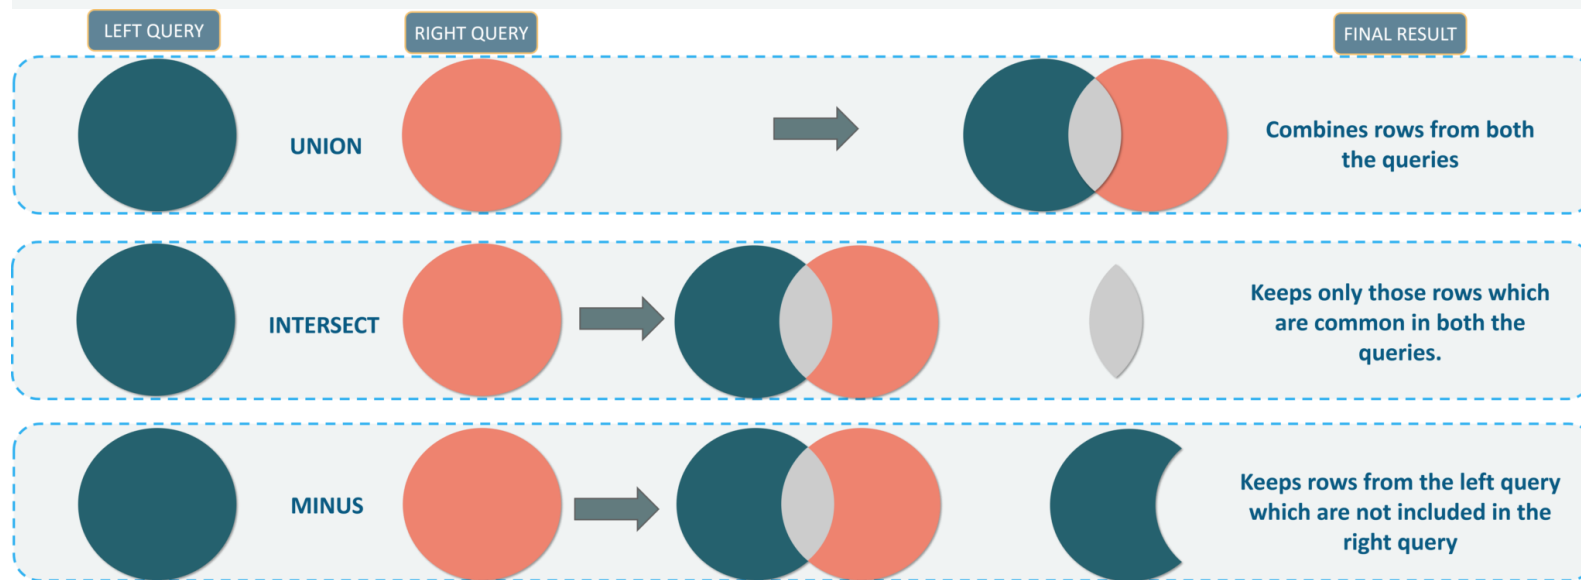 LEFT QUERY
RIGHT QUERY
FINAL RESULT
UNION
Combines rows from both
the queries
INTERSECT
Keeps only those rows which
are common in both the
queries.
MINUS
Keeps rows from the left query
which are not included in the
right query